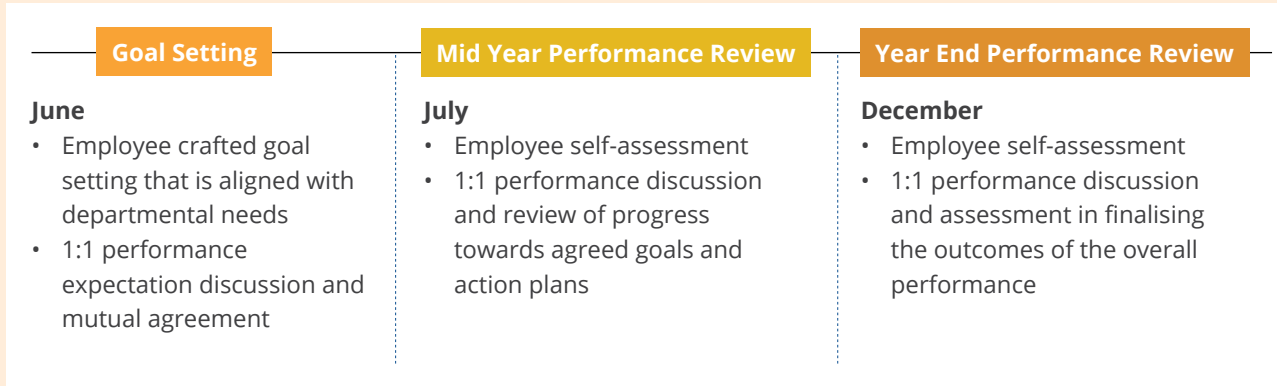 Goal Setting
June
• Employee crafted goal
setting that is aligned with
departmental needs
• 1:1 performance
expectation discussion and
mutual agreement
Mid Year Performance Review
July
• Employee self-assessment
• 1:1 performance discussion
and review of progress
towards agreed goals and
action plans
Year End Performance Review
December
• Employee self-assessment
• 1:1 performance discussion
and assessment in finalising
the outcomes of the overall
performance